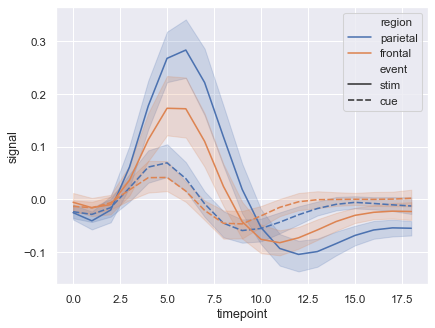 region
parietal
frontal
event
stim
cue
signal
0.3
0.2
0.1
0.0
−0.1
0.0 2.5 5.0 7.5 10.0 12.5 15.0 17.5
timepoint